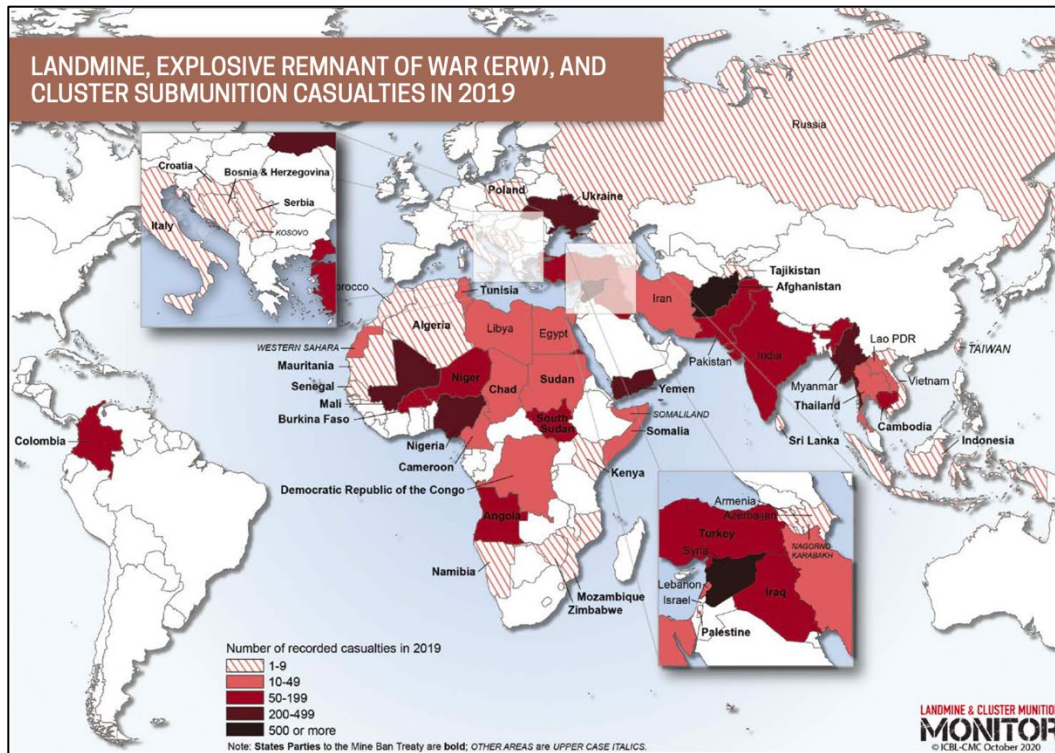 LANDMINE, EXPLOSIVE REMNANT OF WAR (ERW), AND
CLUSTER SUBMUNITION CASUALTIES IN 2019
Russia
Croatia
Bosnia & Herzegovina
Serbia
Italy
KOSOVO
Poland
Ukraine
orocco
Tunisia
Algeria
Libya
Egypt
Iran
Tajikistan
Afghanistan
WESTERN SAHARA
Mauritania
Senegal
Mali
Burkina Faso
Niger
Chad
Sudan
Pakistan
India
Lao PDR
TAIWAN
Myanmar
Vietnam
Thailand
Cambodia
Yemen
SOMALILAND
Somalia
South
Sudan
Sri Lanka
Indonesia
Colombia
Nigeria
Cameroon
Kenya
Democratic Republic of the Congo
Angola
Namibia
Mozambique
Zimbabwe
Armenia
Azerbaijan
Turkey
NAGORNO-
KARABAKH
Syria
Lebanon
Israel
Iraq
Palestine
Number of recorded casualties in 2019
1-9
10-49
50-199
200-499
500 or more
Note: States Parties to the Mine Ban Treaty are bold; OTHER AREAS are UPPER CASE ITALICS.
LANDMINE & CLUSTER MUNITION
MONITOR
© ICBL-CMC October 2020